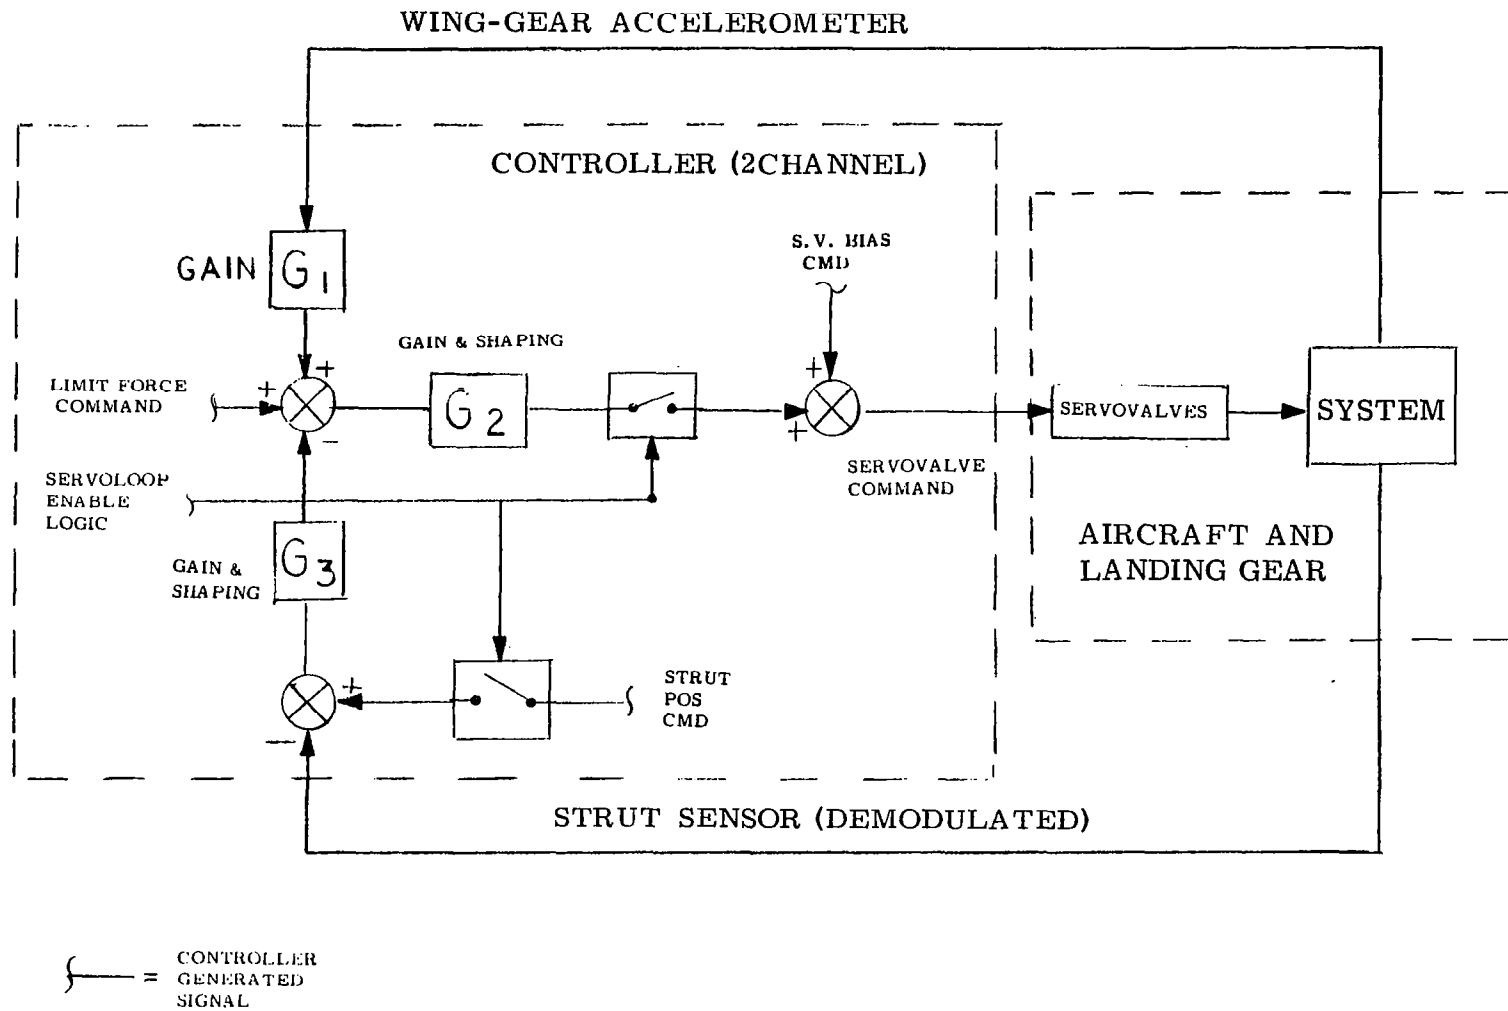 WING-GEAR ACCELEROMETER
CONTROLLER (2CHANNEL)
S.V. BIAS
CMD
GAIN
G1
+
GAIN & SHAPING
LIMIT FORCE
COMMAND
+
+
-
G2
+
+
SERVOVALVES
SYSTEM
SERVOLOOP
ENABLE
LOGIC
SERVOVALVE
COMMAND
GAIN &
SHAPING
G3
AIRCRAFT AND
LANDING GEAR
+
-
STRUT
POS
CMD
STRUT SENSOR (DEMODULATED)
= CONTROLLER
GENERATED
SIGNAL